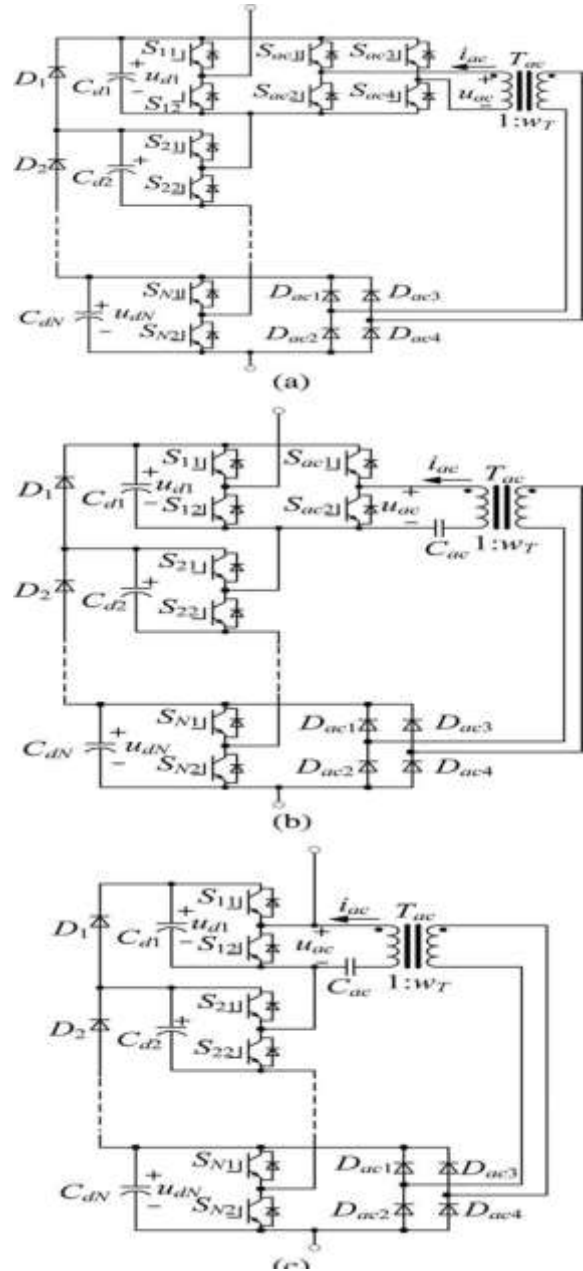 S11 Sac1 Sac3 iac Tac
D1 Cd1 + ud1 - S12 Sac2 Sac4 + uac - 1:wT
D2 Cd2 + S21 S22
CdN + udN - SN1 SN2 Dac1 Dac3 Dac2 Dac4
(a)
S11 Sac1 iac Tac
D1 Cd1 + ud1 - S12 Sac2 + uac - Cac 1:wT
D2 Cd2 + S21 S22
CdN + udN - SN1 SN2 Dac1 Dac3 Dac2 Dac4
(b)
S11 iac Tac
D1 Cd1 + ud1 - S12 + uac - Cac 1:wT
D2 Cd2 + S21 S22
CdN + udN - SN1 SN2 Dac1 Dac3 Dac2 Dac4
(c)